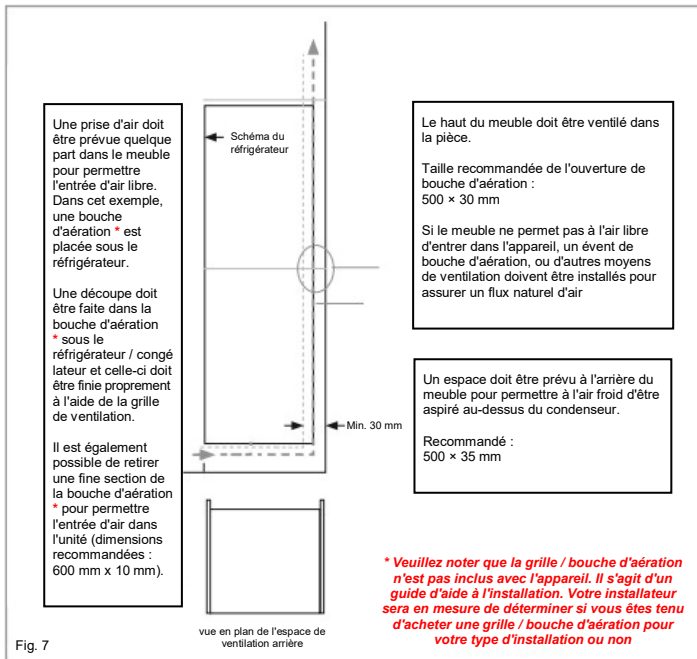 Une prise d'air doit
être prévue quelque
part dans le meuble
pour permettre
l'entrée d'air libre.
Dans cet exemple,
une bouche
d'aération * est
placée sous le
réfrigérateur.
Une découpe doit
être faite dans la
bouche d'aération
* sous le
réfrigérateur / congé
lateur et celle-ci doit
être finie proprement
à l'aide de la grille
de ventilation.
Il est également
possible de retirer
une fine section de
la bouche d'aération
* pour permettre
l'entrée d'air dans
l'unité (dimensions
recommandées :
600 mm x 10 mm).
Schéma du
réfrigérateur
Min. 30 mm
Le haut du meuble doit être ventilé dans
la pièce.
Taille recommandée de l'ouverture de
bouche d'aération :
500 × 30 mm
Si le meuble ne permet pas à l'air libre
d'entrer dans l'appareil, un évent de
bouche d'aération, ou d'autres moyens
de ventilation doivent être installés pour
assurer un flux naturel d'air
Un espace doit être prévu à l'arrière du
meuble pour permettre à l'air froid d'être
aspiré au-dessus du condenseur.
Recommandé :
500 × 35 mm
* Veuillez noter que la grille / bouche d'aération
n'est pas inclus avec l'appareil. Il s'agit d'un
guide d'aide à l'installation. Votre installateur
sera en mesure de déterminer si vous êtes tenu
d'acheter une grille / bouche d'aération pour
votre type d'installation ou non
vue en plan de l'espace de
ventilation arrière
Fig. 7